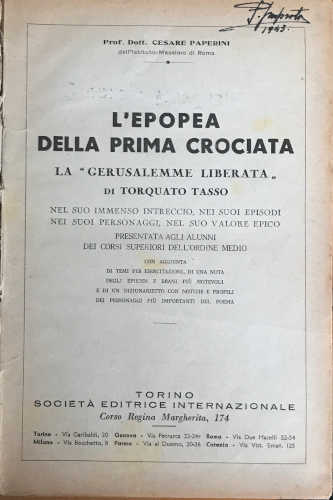 1943.
Prof. Dott. CESARE PAPERINI
dell'Istituto Massimo di Roma
L'EPOPEA
DELLA PRIMA CROCIATA
LA "GERUSALEMME LIBERATA„
DI TORQUATO TASSO
NEL SUO IMMENSO INTRECCIO, NEI SUOI EPISODI
NEI SUOI PERSONAGGI, NEL SUO VALORE EPICO
PRESENTATA AGLI ALUNNI
DEI CORSI SUPERIORI DELL'ORDINE MEDIO
CON AGGIUNTA
DI TEMI PER ESERCITAZIONE, DI UNA NOTA
DEGLI EPISODI E BRANI PIÙ NOTEVOLI
E DI UN DIZIONARIETTO CON NOTIZIE E PROFILI
DEI PERSONAGGI PIÙ IMPORTANTI DEL POEMA
TORINO
SOCIETÀ EDITRICE INTERNAZIONALE
Corso Regina Margherita, 174
Torino - Via Garibaldi, 20 Genova - Via Petrarca 22-24r Roma - Via Due Macelli 52-54
Milano - Via Bocchetto, 8 Parma - Via al Duomo, 20-26 Catania - Via Vitt. Eman. 135